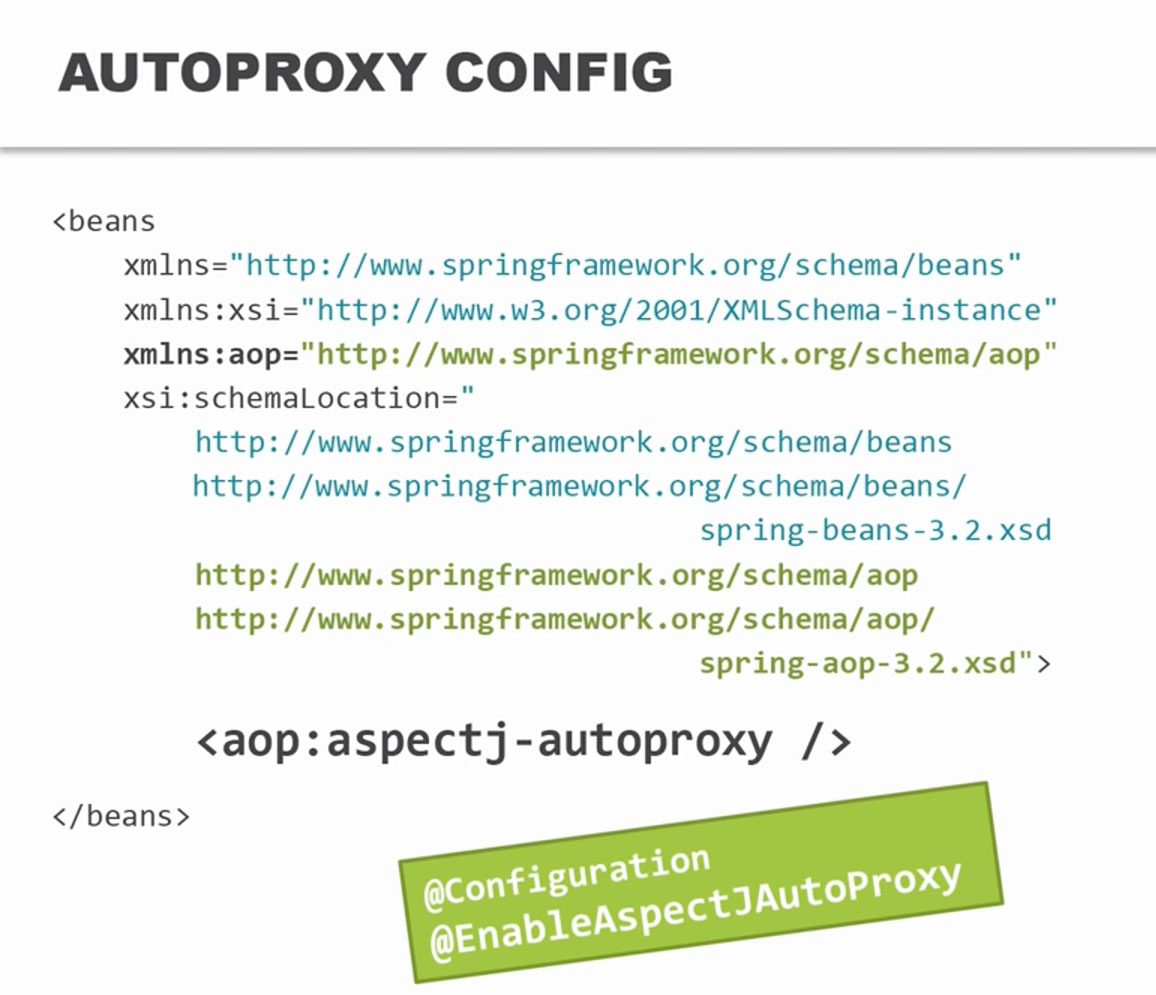 AUTOPROXY CONFIG
<beans
xmlns="http://www.springframework.org/schema/beans"
xmlns:xsi="http://www.w3.org/2001/XMLSchema-instance"
xmlns:aop="http://www.springframework.org/schema/aop"
xsi:schemaLocation="
http://www.springframework.org/schema/beans
http://www.springframework.org/schema/beans/
spring-beans-3.2.xsd
http://www.springframework.org/schema/aop
http://www.springframework.org/schema/aop/
spring-aop-3.2.xsd">
<aop:aspectj-autoproxy />
</beans>
@Configuration
@EnableAspectJAutoProxy